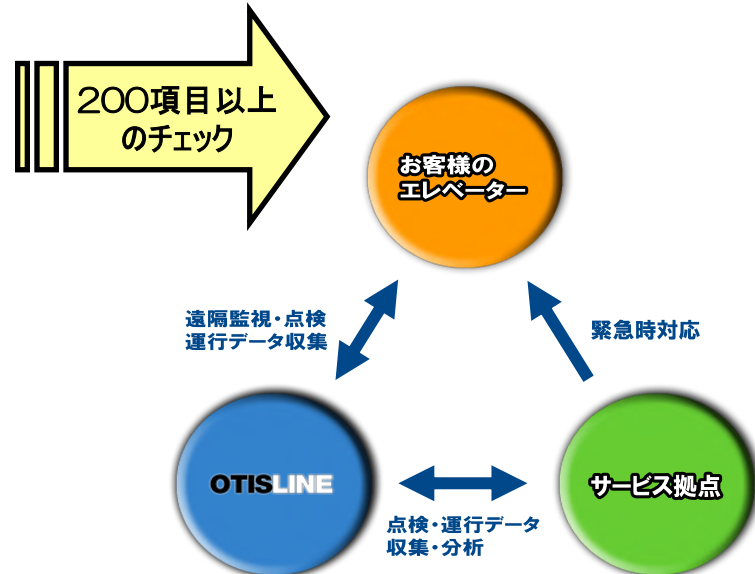 200項目以上
のチェック
お客様の
エレベーター
遠隔監視・点検
運行データ収集
緊急時対応
OTISLINE
サービス拠点
点検・運行データ
収集・分析